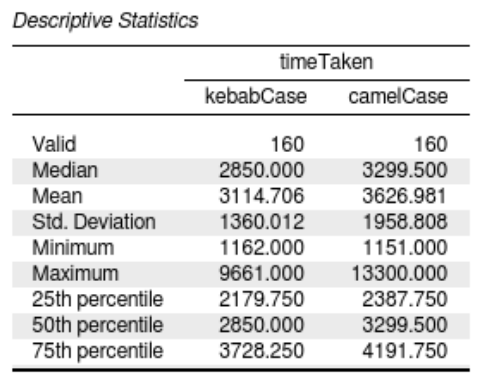 Descriptive Statistics
timeTaken
kebabCase camelCase
Valid 160 160
Median 2850.000 3299.500
Mean 3114.706 3626.981
Std. Deviation 1360.012 1958.808
Minimum 1162.000 1151.000
Maximum 9661.000 13300.000
25th percentile 2179.750 2387.750
50th percentile 2850.000 3299.500
75th percentile 3728.250 4191.750